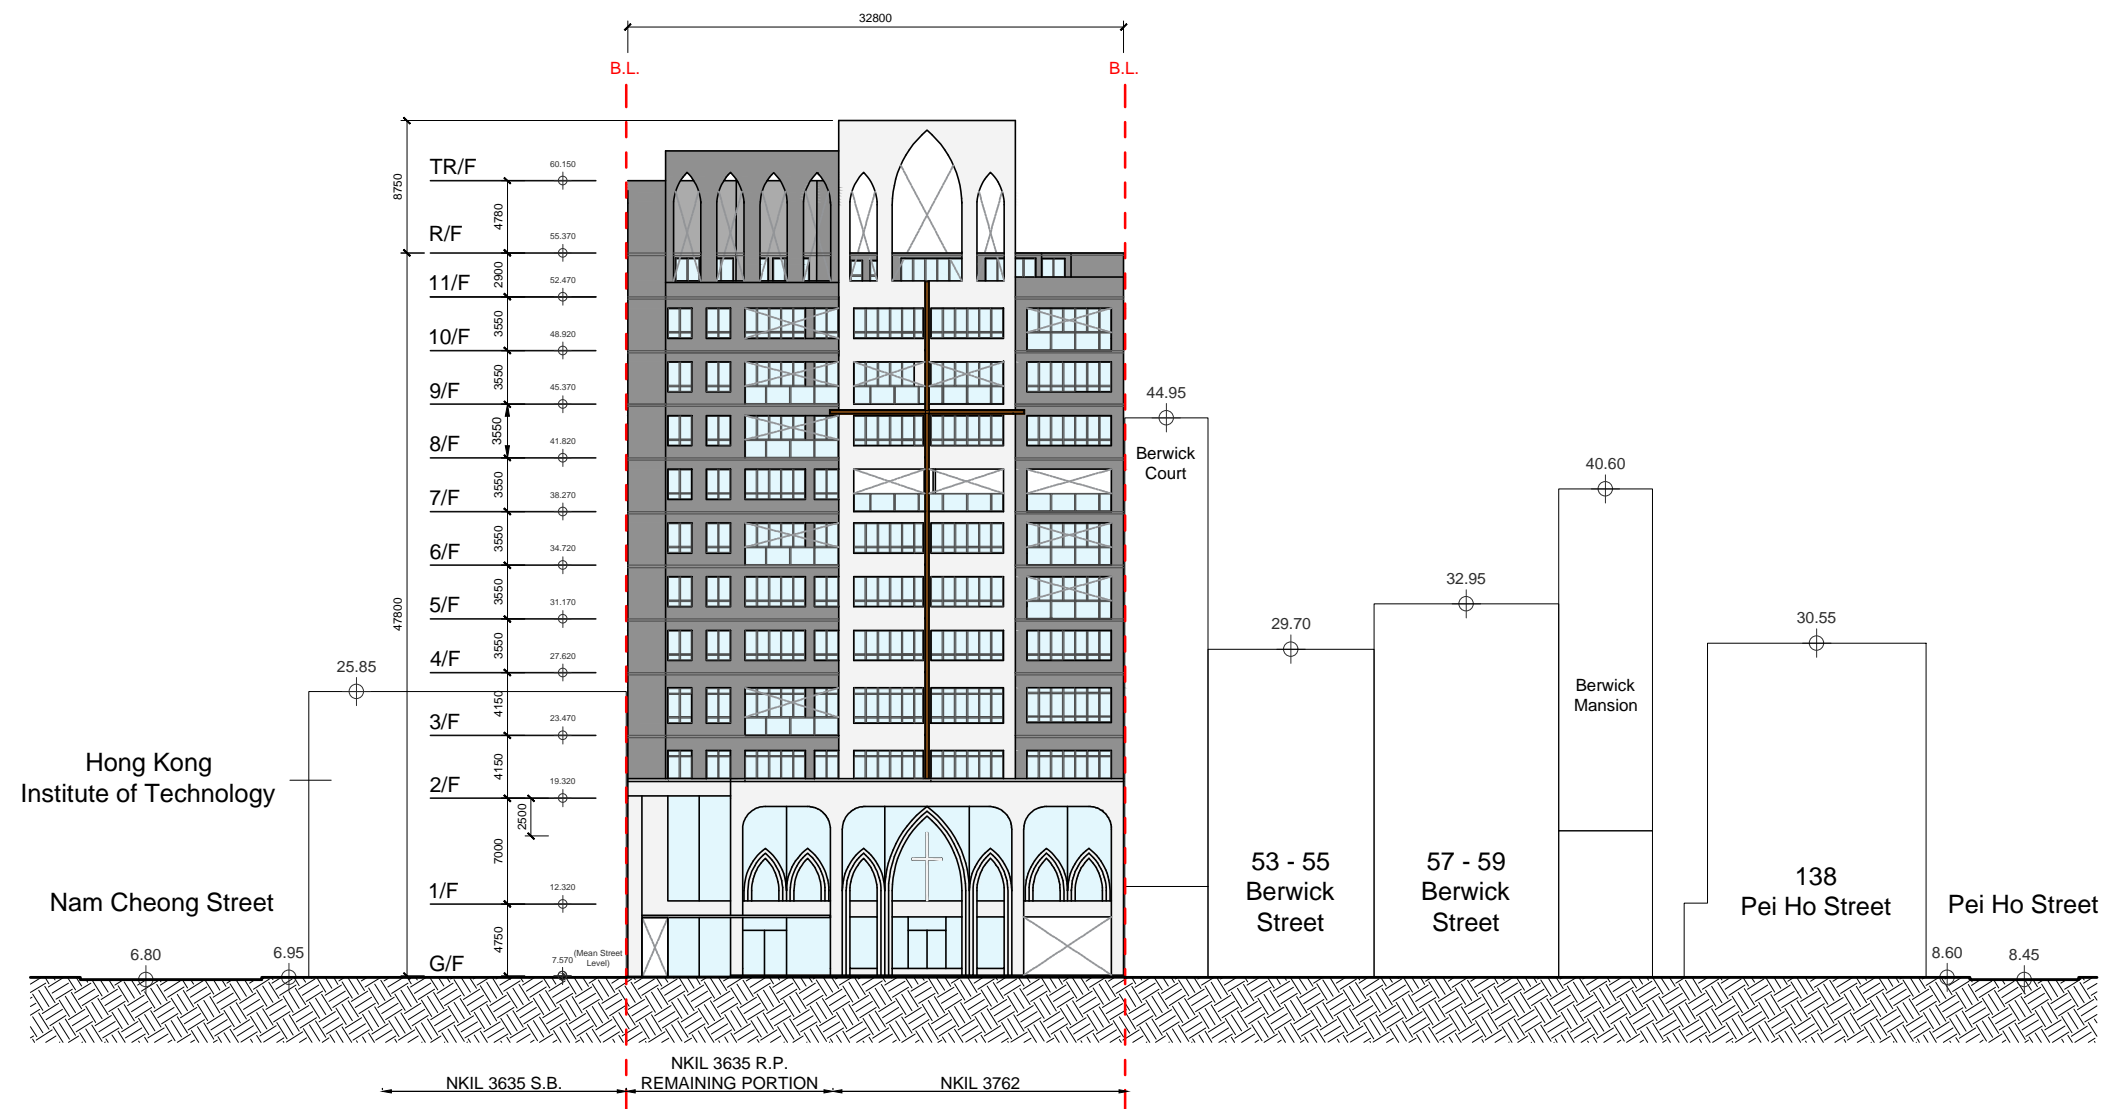 32800
B.L.
B.L.
8750
47800
TR/F
60.150
4780
R/F
55.370
2900
11/F
52.470
3550
10/F
48.920
3550
9/F
45.370
3550
8/F
41.820
3550
7/F
38.270
3550
6/F
34.720
3550
5/F
31.170
3550
4/F
27.620
4150
3/F
23.470
4150
2/F
19.320
2500
7000
1/F
12.320
4750
G/F
7.570
(Mean Street
Level)
25.85
Hong Kong
Institute of Technology
Nam Cheong Street
6.80
6.95
44.95
Berwick
Court
29.70
53 - 55
Berwick
Street
32.95
57 - 59
Berwick
Street
40.60
Berwick
Mansion
30.55
138
Pei Ho Street
Pei Ho Street
8.60
8.45
NKIL 3635 S.B.
NKIL 3635 R.P.
REMAINING PORTION
NKIL 3762